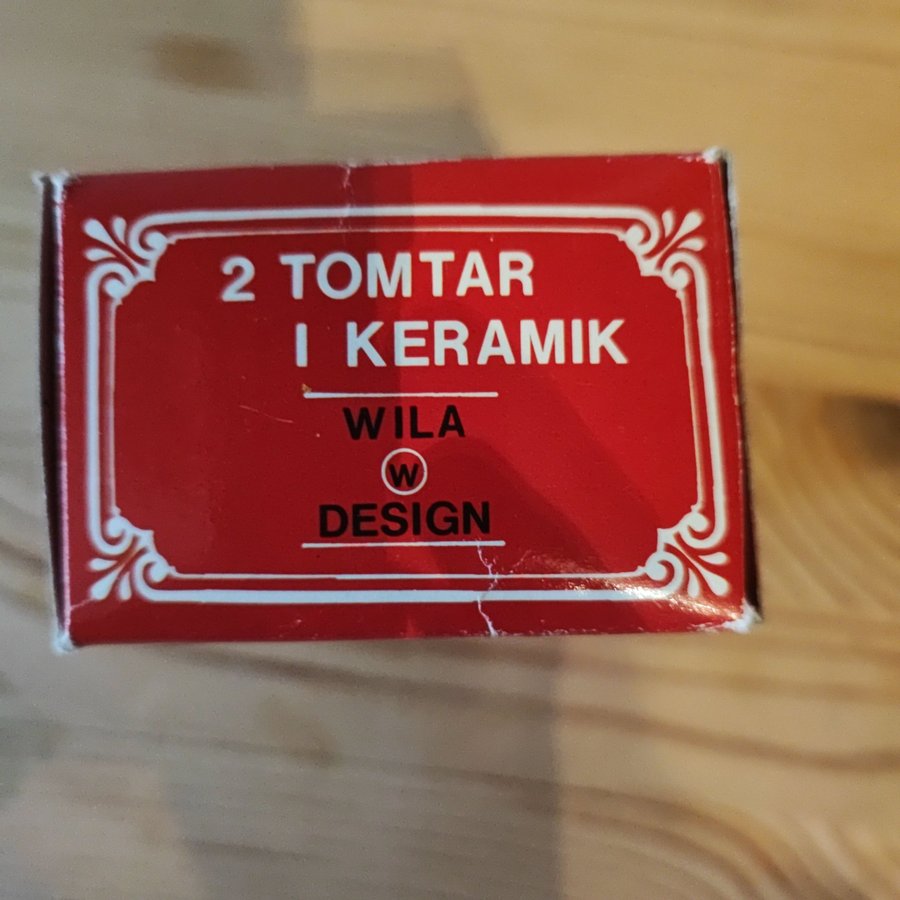 2 TOMTAR
I KERAMIK
WILA
W
DESIGN